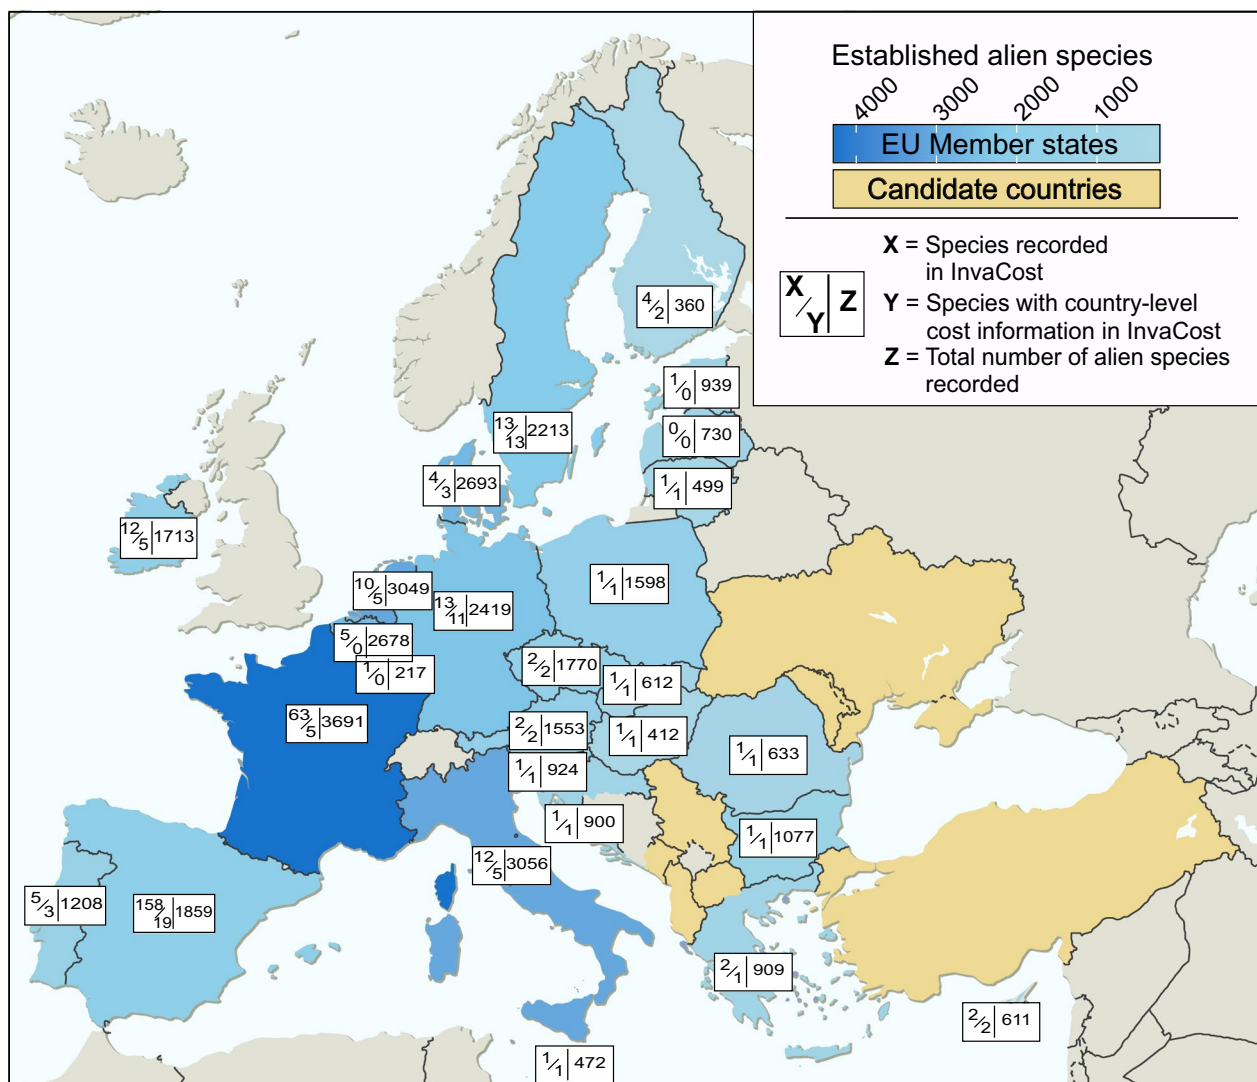 Established alien species
4000 3000 2000 1000
EU Member states
Candidate countries
X/Y | Z
X = Species recorded
in InvaCost
Y = Species with country-level
cost information in InvaCost
Z = Total number of alien species
recorded
4/2 | 360
1/0 | 939
0/0 | 730
1/1 | 499
13/13 | 2213
4/3 | 2693
12/5 | 1713
10/5 | 3049
13/11 | 2419
1/1 | 1598
5/0 | 2678
1/0 | 217
2/2 | 1770
1/1 | 612
63/5 | 3691
2/2 | 1553
1/1 | 412
1/1 | 924
1/1 | 633
1/1 | 900
1/1 | 1077
12/5 | 3056
5/3 | 1208
158/19 | 1859
2/1 | 909
2/2 | 611
1/1 | 472